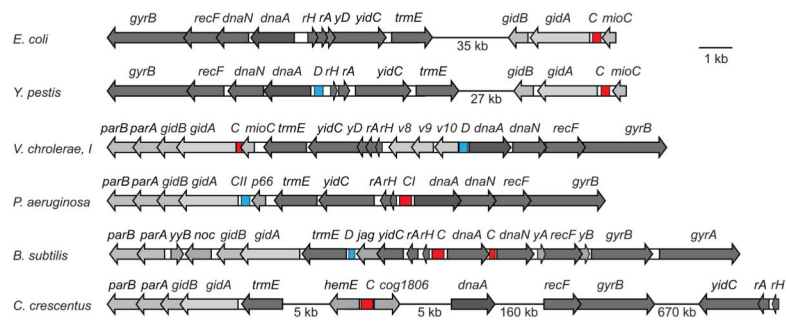 gyrB recF dnaN dnaA rH rA yD yidC trmE gidB gidA C mioC
E. coli
35 kb
1 kb
gyrB recF dnaN dnaA D rH rA yidC trmE gidB gidA C mioC
Y. pestis
27 kb
parB parA gidB gidA C mioC trmE yidC yD rA rH v8 v9 v10 D dnaA dnaN recF gyrB
V. chrolerae, I
parB parA gidB gidA CII p66 trmE yidC rA rH CI dnaA dnaN recF gyrB
P. aeruginosa
parB parA yyB noc gidB gidA trmE D jag yidC rA rH C dnaA C dnaN yA recF yB gyrB gyrA
B. subtilis
parB parA gidB gidA trmE hemE C cog1806 dnaA recF gyrB yidC rA rH
C. crescentus
5 kb 5 kb 160 kb 670 kb